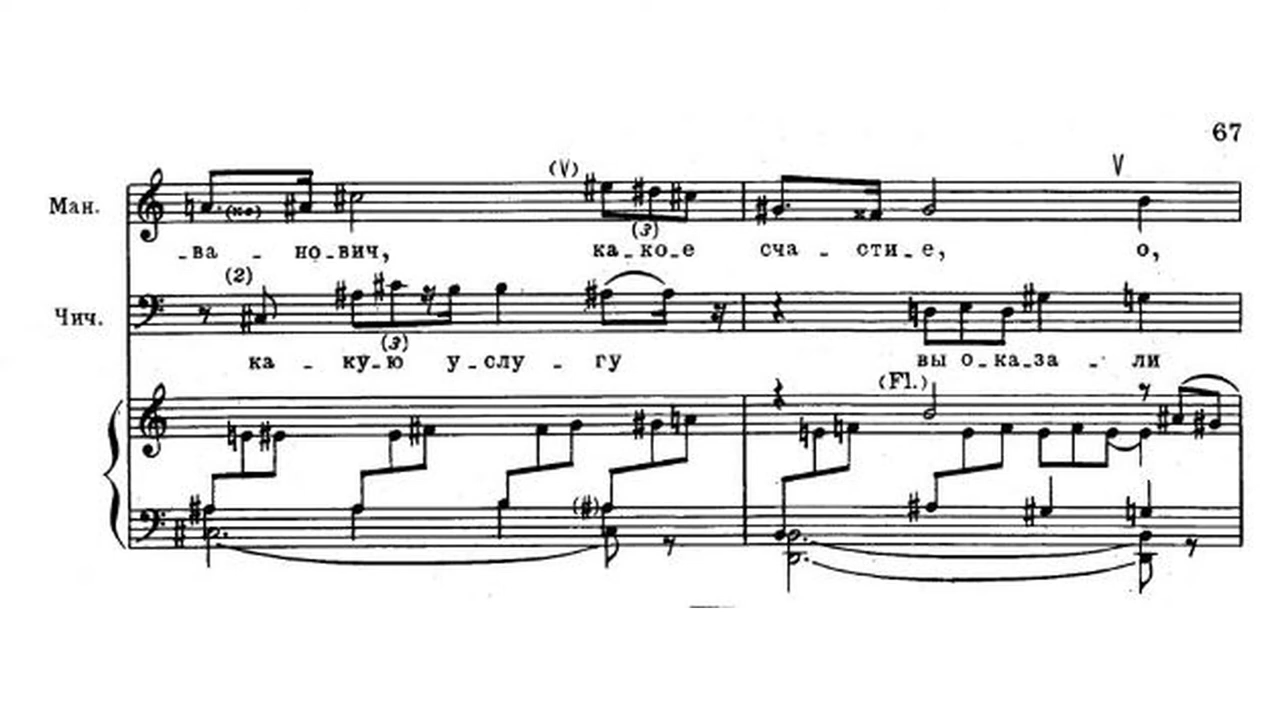 67
(V) V
Ман.
-ва - но-вич, ка-ко-е сча - сти-е, о,
(3)
(2)
Чич.
(3)
ка - ку-ю у-слу - гу вы о-ка-за - ли
(Fl.)